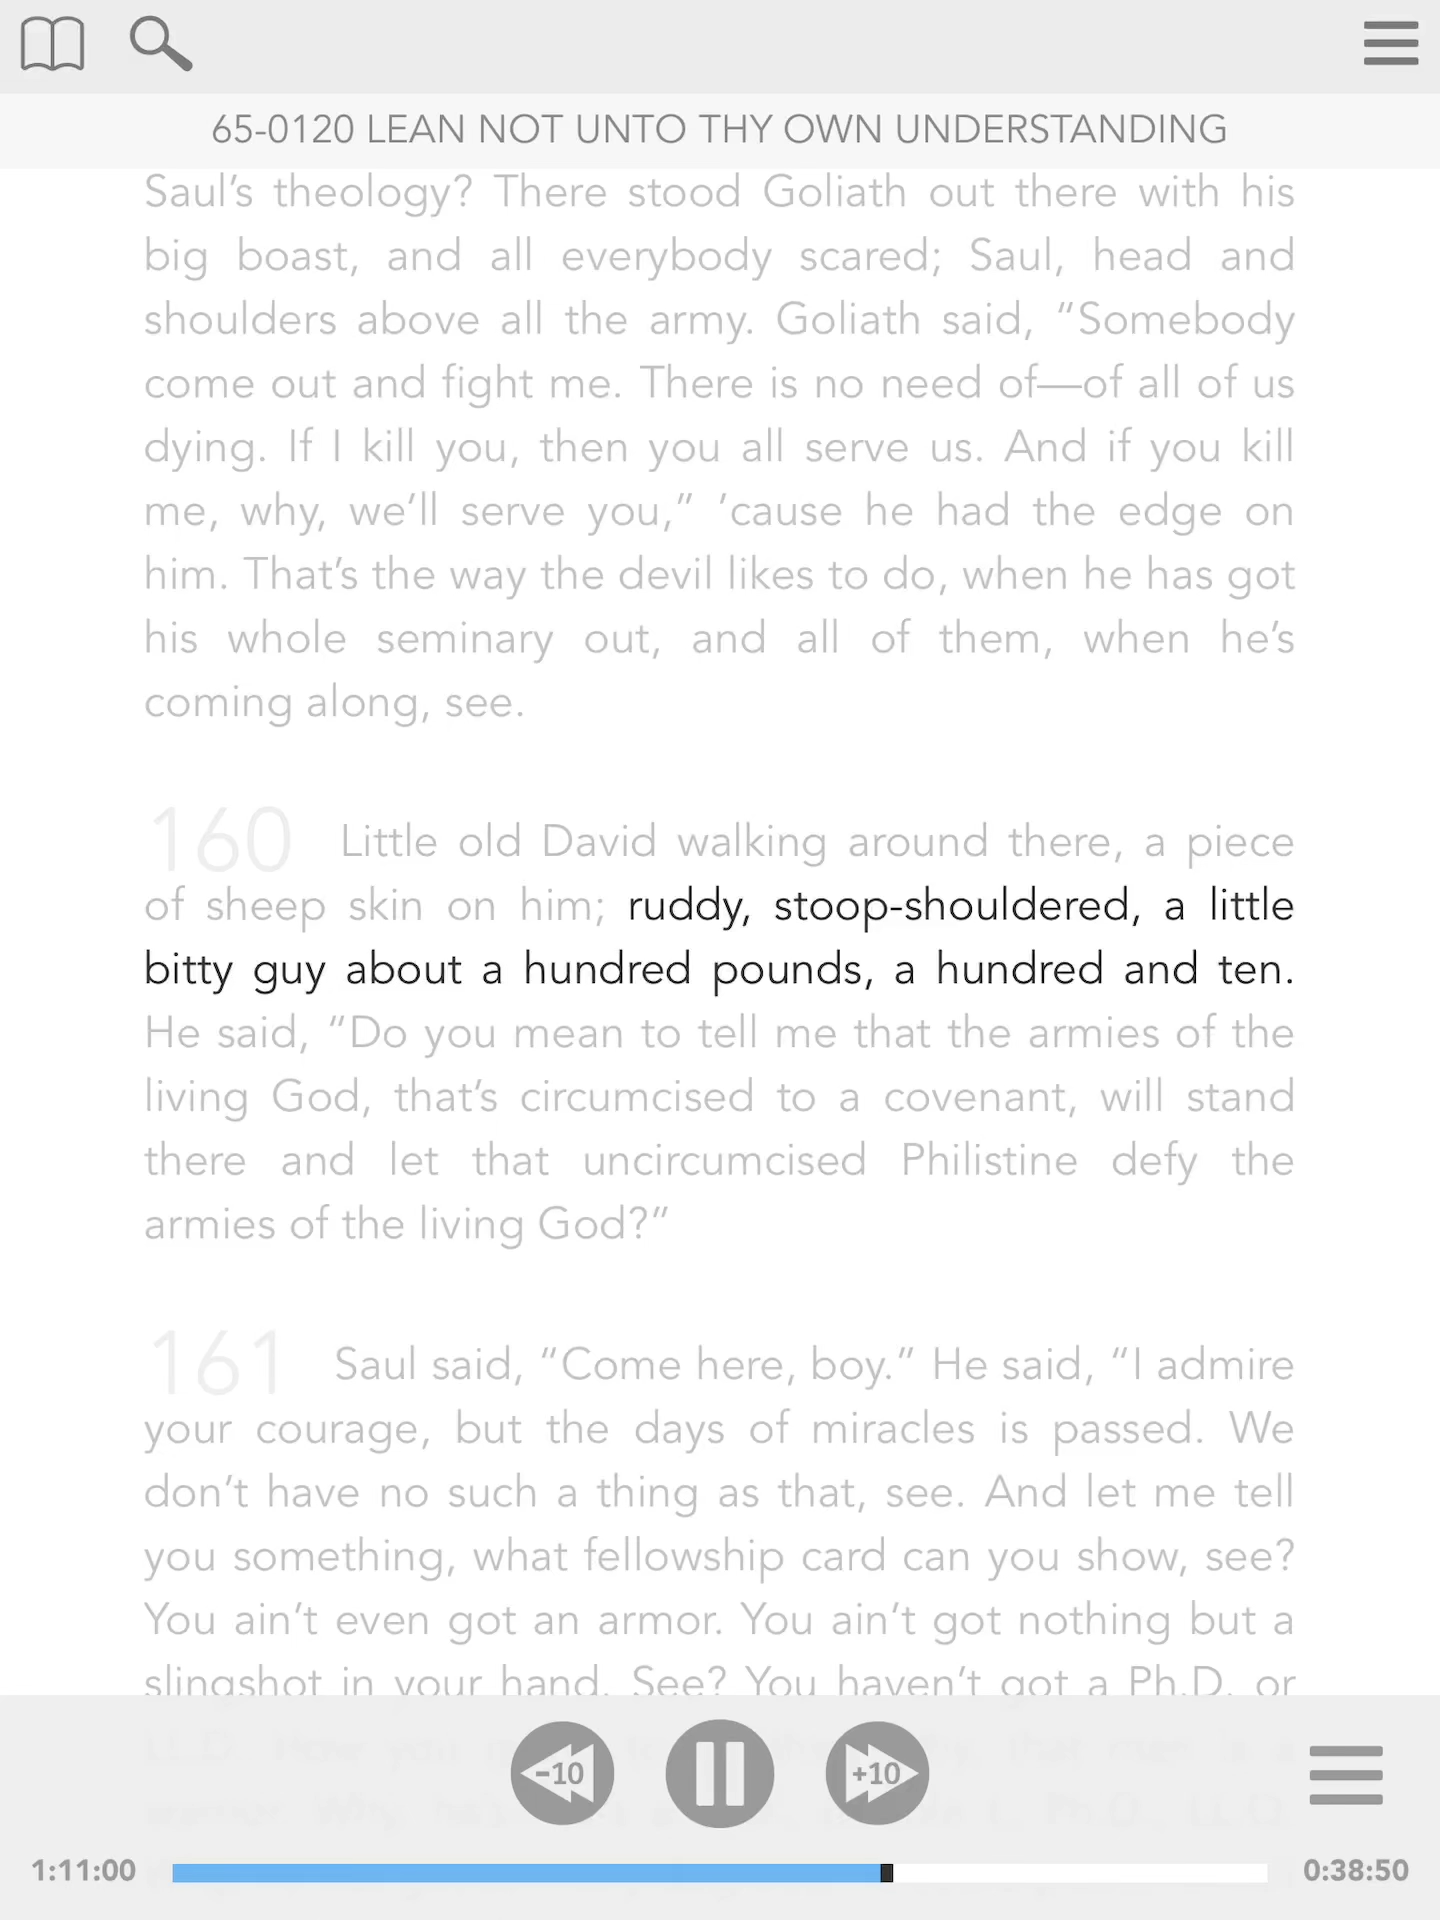 65-0120 LEAN NOT UNTO THY OWN UNDERSTANDING
Saul’s theology? There stood Goliath out there with his
big boast, and all everybody scared; Saul, head and
shoulders above all the army. Goliath said, “Somebody
come out and fight me. There is no need of—of all of us
dying. If I kill you, then you all serve us. And if you kill
me, why, we’ll serve you,” ’cause he had the edge on
him. That’s the way the devil likes to do, when he has got
his whole seminary out, and all of them, when he’s
coming along, see.
160 Little old David walking around there, a piece
of sheep skin on him; ruddy, stoop-shouldered, a little
bitty guy about a hundred pounds, a hundred and ten.
He said, “Do you mean to tell me that the armies of the
living God, that’s circumcised to a covenant, will stand
there and let that uncircumcised Philistine defy the
armies of the living God?”
161 Saul said, “Come here, boy.” He said, “I admire
your courage, but the days of miracles is passed. We
don’t have no such a thing as that, see. And let me tell
you something, what fellowship card can you show, see?
You ain’t even got an armor. You ain’t got nothing but a
slingshot in your hand. See? You haven’t got a Ph.D. or
-10 +10
1:11:00 0:38:50